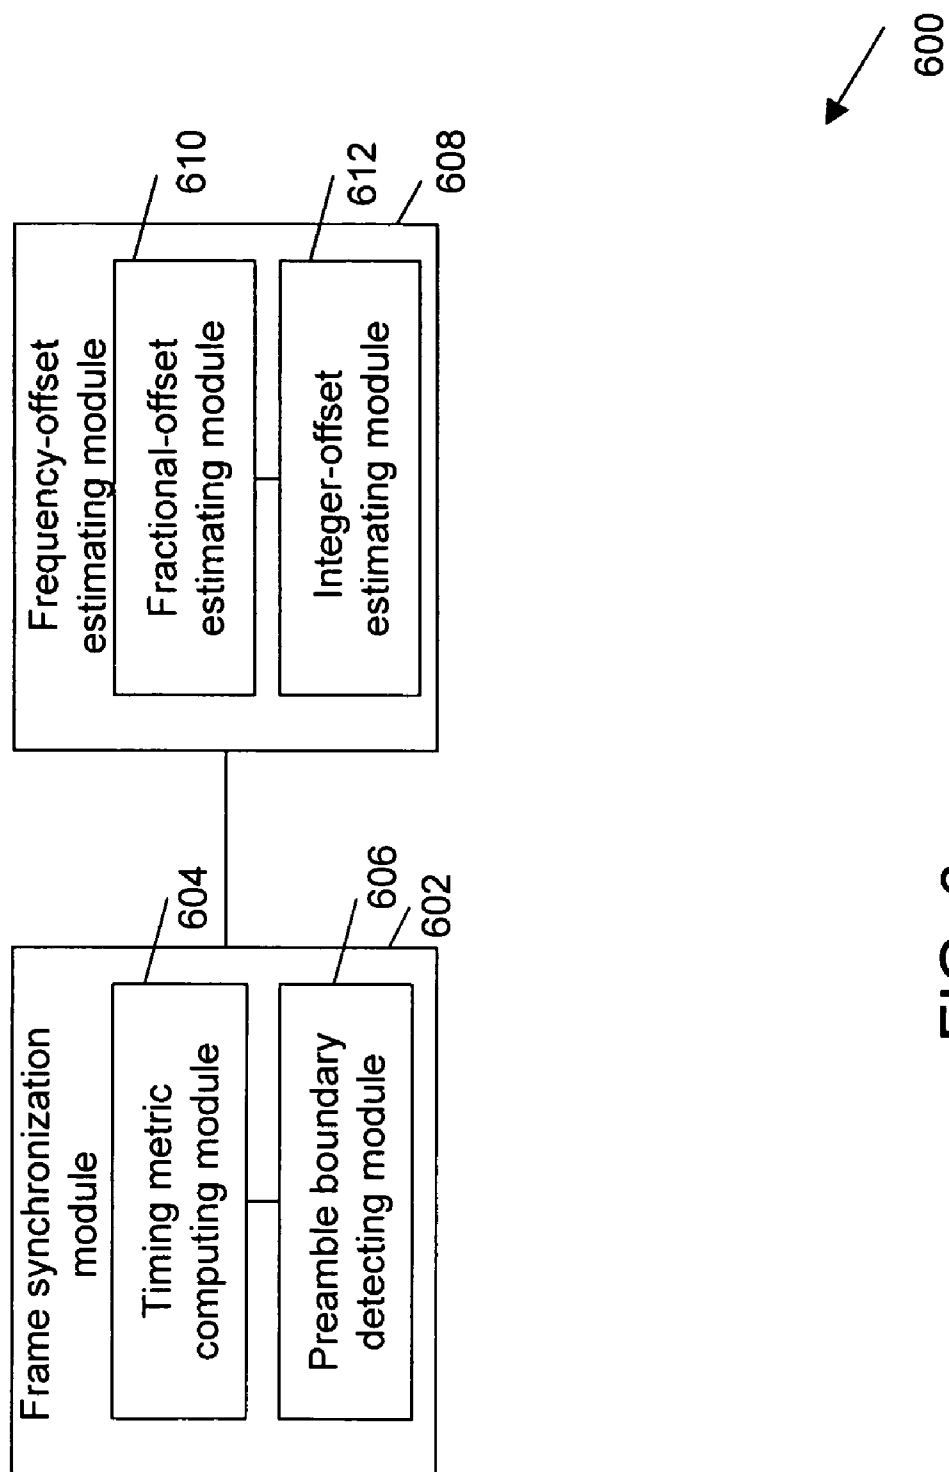 Frame synchronization
module
Timing metric
computing module
Preamble boundary
detecting module
604
606
602
Frequency-offset
estimating module
Fractional-offset
estimating module
Integer-offset
estimating module
610
612
608
600